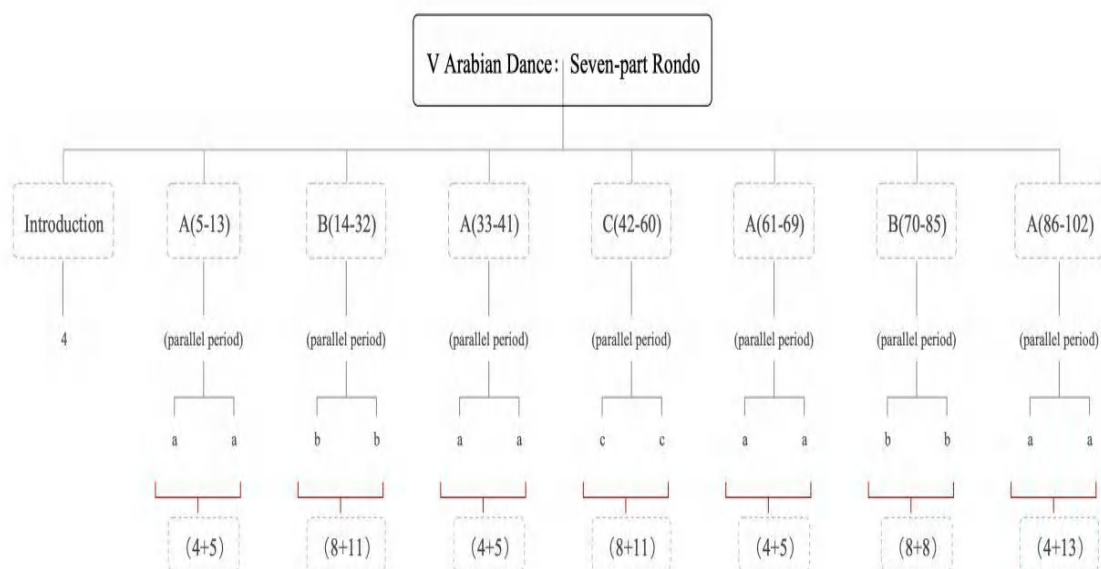 V Arabian Dance： Seven-part Rondo
Introduction A(5-13) B(14-32) A(33-41) C(42-60) A(61-69) B(70-85) A(86-102)
4 (parallel period) (parallel period) (parallel period) (parallel period) (parallel period) (parallel period) (parallel period)
a a b b a a c c a a b b a a
(4+5) (8+11) (4+5) (8+11) (4+5) (8+8) (4+13)